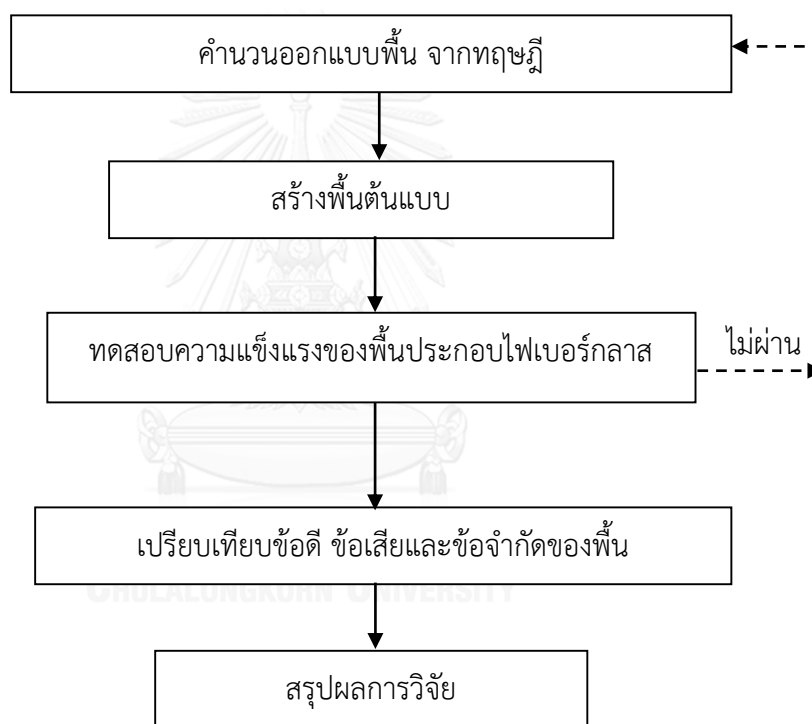 คำนวนออกแบบพื้น จากทฤษฎี
สร้างพื้นต้นแบบ
ทดสอบความแข็งแรงของพื้นประกอบไฟเบอร์กลาส
ไม่ผ่าน
เปรียบเทียบข้อดี ข้อเสียและข้อจำกัดของพื้น
CHULALONGKORN UNIVERSITY
สรุปผลการวิจัย